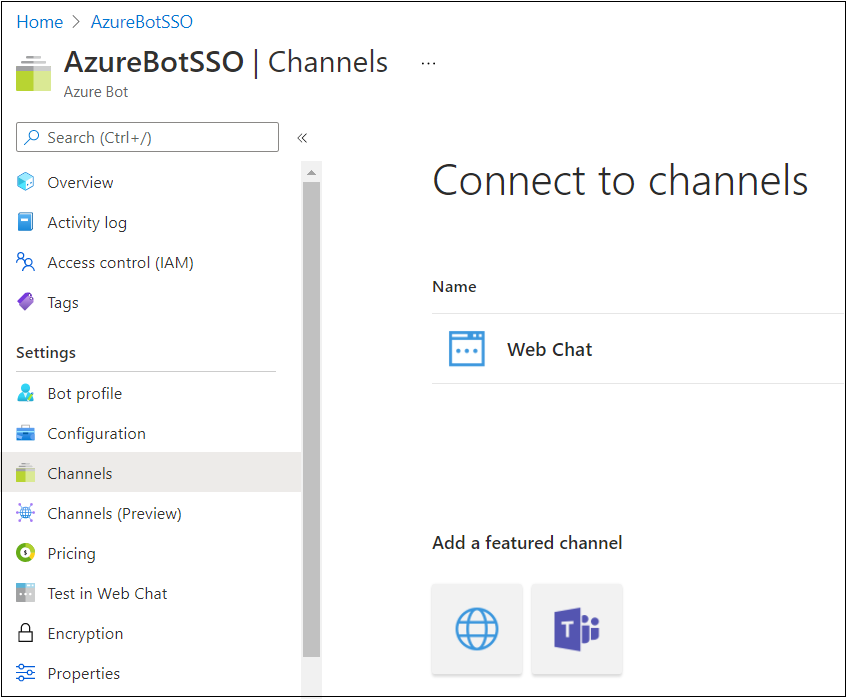 Home > AzureBotSSO
AzureBotSSO | Channels ...
Azure Bot
Search (Ctrl+/)
«
Overview
Activity log
Access control (IAM)
Tags
Settings
Bot profile
Configuration
Channels
Channels (Preview)
Pricing
Test in Web Chat
Encryption
Properties
Connect to channels
Name
Web Chat
Add a featured channel
T